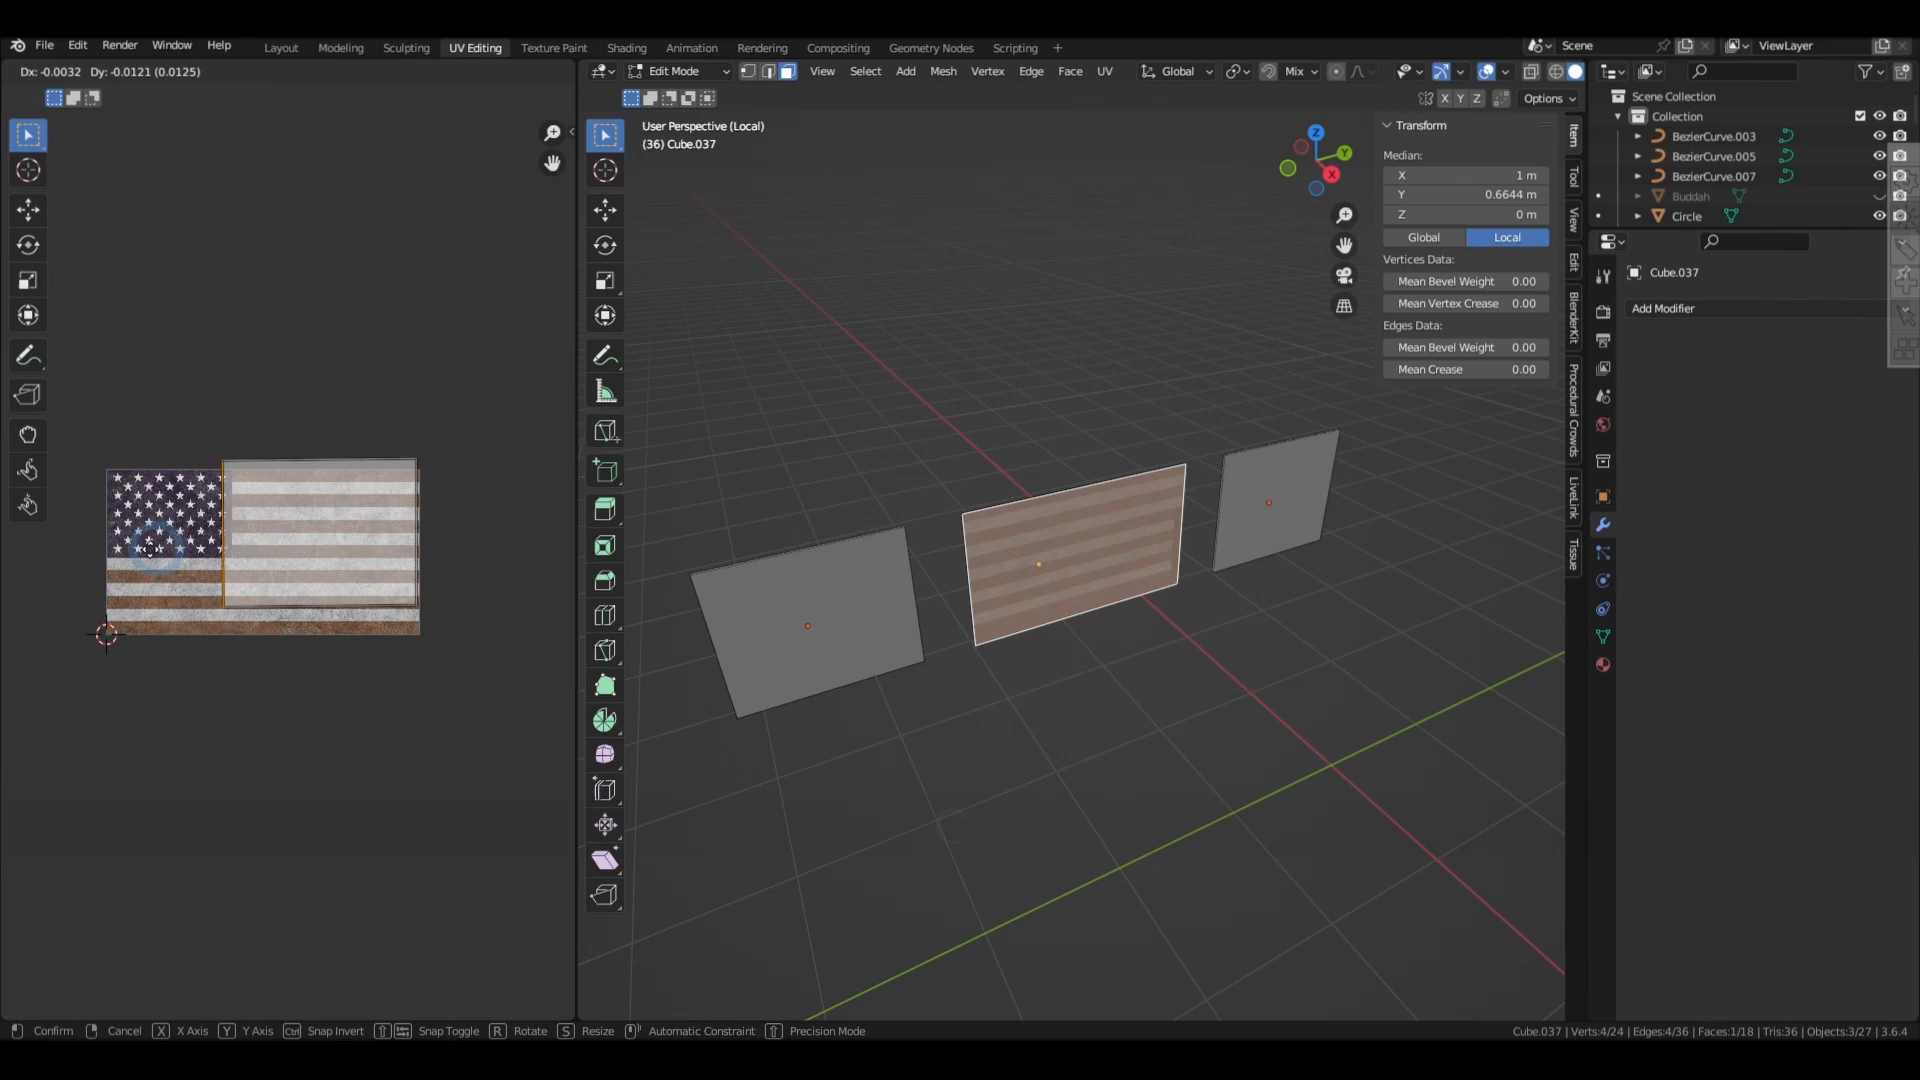 File Edit Render Window Help Layout Modeling Sculpting UV Editing Texture Paint Shading Animation Rendering Compositing Geometry Nodes Scripting + Scene ViewLayer
Dx: -0.0032 Dy: -0.0121 (0.0125) Edit Mode View Select Add Mesh Vertex Edge Face UV Global Mix
X Y Z Options
User Perspective (Local)
(36) Cube.037
Transform
Median:
X 1 m
Y 0.6644 m
Z 0 m
Global Local
Vertices Data:
Mean Bevel Weight 0.00
Mean Vertex Crease 0.00
Edges Data:
Mean Bevel Weight 0.00
Mean Crease 0.00
Z
Y
X
Item
Tool
View
Edit
BlenderKit
Procedural Crowds
LiveLink
Tissue
Scene Collection
Collection
BezierCurve.003
BezierCurve.005
BezierCurve.007
Buddah
Circle
Cube.037
Add Modifier
Confirm Cancel X X Axis Y Y Axis Ctrl Snap Invert Snap Toggle R Rotate S Resize Automatic Constraint Precision Mode Cube.037 | Verts:4/24 | Edges:4/36 | Faces:1/18 | Tris:36 | Objects:3/27 | 3.6.4